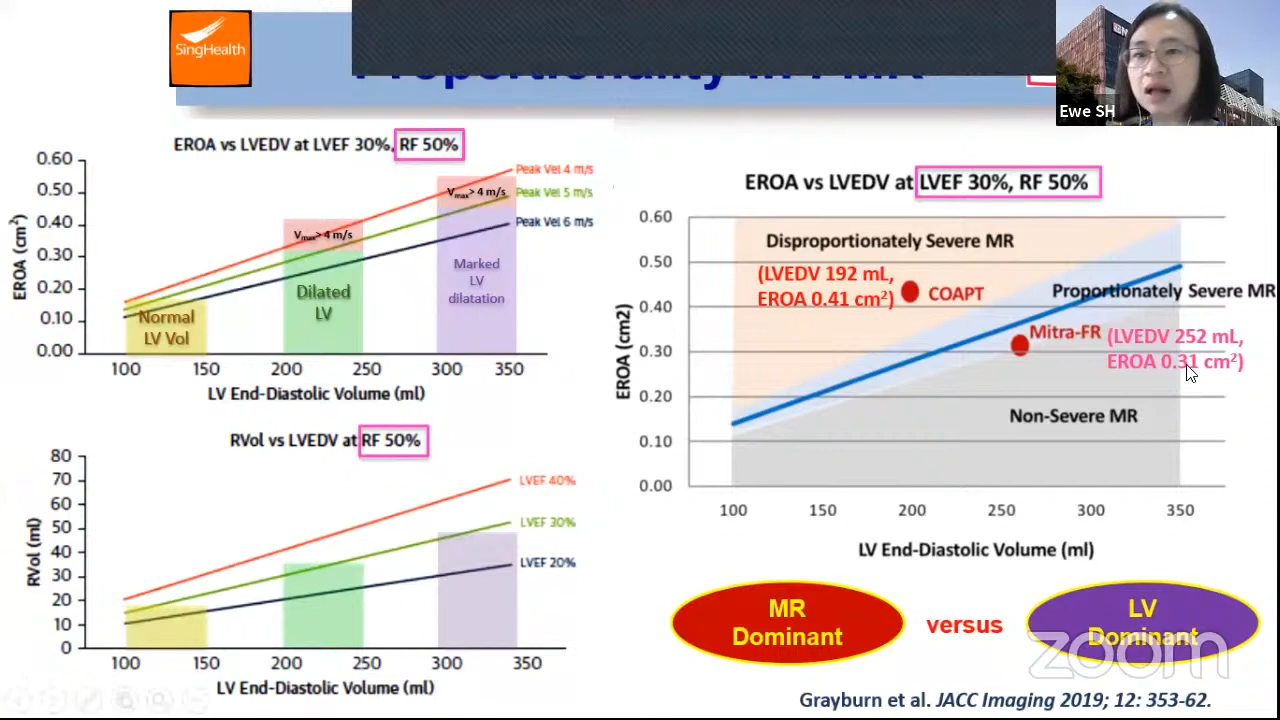 SingHealth
Proportionality in FMR
Ewe SH
EROA vs LVEDV at LVEF 30%, RF 50%
EROA (cm²)
0.60
0.50
0.40
0.30
0.20
0.10
0.00
Peak Vel 4 m/s
Peak Vel 5 m/s
Peak Vel 6 m/s
Vmax> 4 m/s
Vmax> 4 m/s
Normal
LV Vol
Dilated
LV
Marked
LV
dilatation
100
150
200
250
300
350
LV End-Diastolic Volume (ml)
RVol vs LVEDV at RF 50%
RVol (ml)
80
70
60
50
40
30
20
10
0
LVEF 40%
LVEF 30%
LVEF 20%
100
150
200
250
300
350
LV End-Diastolic Volume (ml)
EROA vs LVEDV at LVEF 30%, RF 50%
EROA (cm2)
0.60
0.50
0.40
0.30
0.20
0.10
0.00
Disproportionately Severe MR
(LVEDV 192 mL,
EROA 0.41 cm²)
COAPT
Proportionately Severe MR
Mitra-FR
(LVEDV 252 mL,
EROA 0.31 cm²)
Non-Severe MR
100
150
200
250
300
350
LV End-Diastolic Volume (ml)
MR
Dominant
versus
LV
Dominant
zoom
Grayburn et al. JACC Imaging 2019; 12: 353-62.